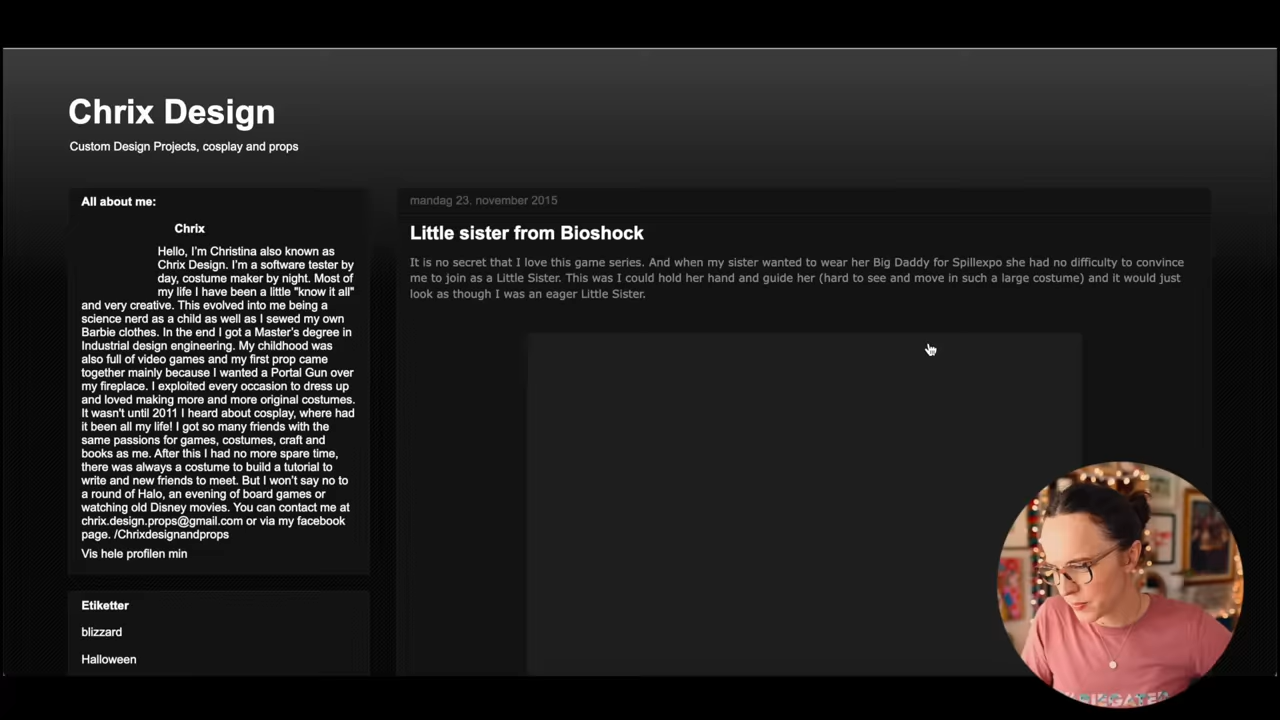 Chrix Design
Custom Design Projects, cosplay and props
All about me:
Chrix
Hello, I'm Christina also known as
Chrix Design. I'm a software tester by
day, costume maker by night. Most of
my life I have been a little "know it all"
and very creative. This evolved into me being a
science nerd as a child as well as I sewed my own
Barbie clothes. In the end I got a Master's degree in
Industrial design engineering. My childhood was
also full of video games and my first prop came
together mainly because I wanted a Portal Gun over
my fireplace. I exploited every occasion to dress up
and loved making more and more original costumes.
It wasn't until 2011 I heard about cosplay, where had
it been all my life! I got so many friends with the
same passions for games, costumes, craft and
books as me. After this I had no more spare time,
there was always a costume to build a tutorial to
write and new friends to meet. But I won't say no to
a round of Halo, an evening of board games or
watching old Disney movies. You can contact me at
chrix.design.props@gmail.com or via my facebook
page. /Chrixdesignandprops
Vis hele profilen min
Etiketter
blizzard
Halloween
mandag 23. november 2015
Little sister from Bioshock
It is no secret that I love this game series. And when my sister wanted to wear her Big Daddy for Spillexpo she had no difficulty to convince
me to join as a Little Sister. This was I could hold her hand and guide her (hard to see and move in such a large costume) and it would just
look as though I was an eager Little Sister.